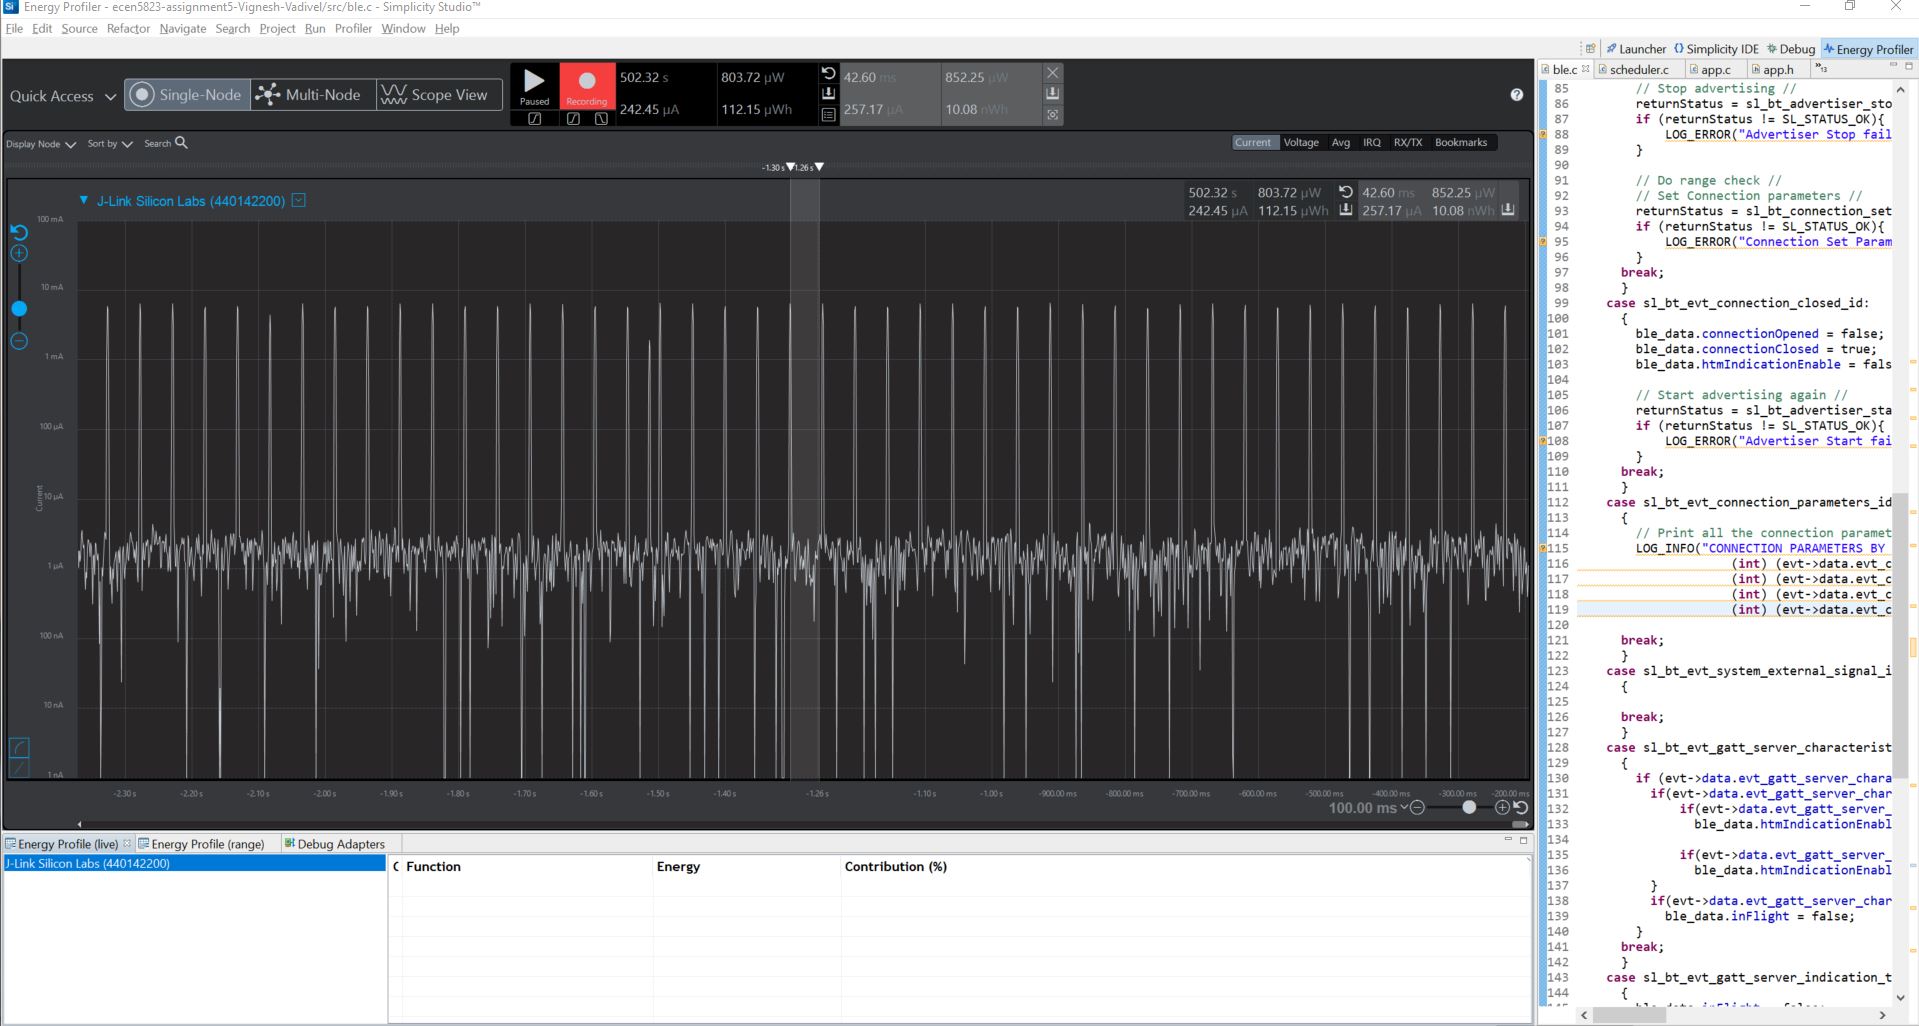 Energy Profiler - ecen5823-assignment5-Vignesh-Vadivel/src/ble.c - Simplicity Studio™
File Edit Source Refactor Navigate Search Project Run Profiler Window Help
Launcher Simplicity IDE Debug Energy Profiler
Quick Access Single-Node Multi-Node Scope View
Paused Recording
502.32 s 803.72 µW 42.60 ms 852.25 µW
242.45 µA 112.15 µWh 257.17 µA 10.08 nWh
Display Node Sort by Search
Current Voltage Avg IRQ RX/TX Bookmarks
-1.30 s 1.26 s
J-Link Silicon Labs (440142200)
502.32 s 803.72 µW 42.60 ms 852.25 µW
242.45 µA 112.15 µWh 257.17 µA 10.08 nWh
100 mA
10 mA
1 mA
100 µA
10 µA
1 µA
100 nA
10 nA
1 nA
Current
-2.30 s -2.20 s -2.10 s -2.00 s -1.90 s -1.80 s -1.70 s -1.60 s -1.50 s -1.40 s -1.26 s -1.10 s -1.00 s -900.00 ms -800.00 ms -700.00 ms -600.00 ms -500.00 ms -400.00 ms -300.00 ms -200.00 ms
100.00 ms
Energy Profile (live) Energy Profile (range) Debug Adapters
J-Link Silicon Labs (440142200)
Function Energy Contribution (%)
ble.c scheduler.c app.c app.h »13
85 // Stop advertising //
86 returnStatus = sl_bt_advertiser_sto
87 if (returnStatus != SL_STATUS_OK){
88 LOG_ERROR("Advertiser Stop fail
89 }
90
91 // Do range check //
92 // Set Connection parameters //
93 returnStatus = sl_bt_connection_set
94 if (returnStatus != SL_STATUS_OK){
95 LOG_ERROR("Connection Set Param
96 }
97 break;
98 }
99 case sl_bt_evt_connection_closed_id:
100 {
101 ble_data.connectionOpened = false;
102 ble_data.connectionClosed = true;
103 ble_data.htmIndicationEnable = fals
104
105 // Start advertising again //
106 returnStatus = sl_bt_advertiser_sta
107 if (returnStatus != SL_STATUS_OK){
108 LOG_ERROR("Advertiser Start fai
109 }
110 break;
111 }
112 case sl_bt_evt_connection_parameters_id
113 {
114 // Print all the connection paramet
115 LOG_INFO("CONNECTION PARAMETERS BY
116 (int) (evt->data.evt_c
117 (int) (evt->data.evt_c
118 (int) (evt->data.evt_c
119 (int) (evt->data.evt_c
120
121 break;
122 }
123 case sl_bt_evt_system_external_signal_i
124 {
125
126 break;
127 }
128 case sl_bt_evt_gatt_server_characterist
129 {
130 if (evt->data.evt_gatt_server_chara
131 if(evt->data.evt_gatt_server_char
132 if(evt->data.evt_gatt_server_
133 ble_data.htmIndicationEnabl
134
135 if(evt->data.evt_gatt_server_
136 ble_data.htmIndicationEnabl
137 }
138 if(evt->data.evt_gatt_server_char
139 ble_data.inFlight = false;
140 }
141 break;
142 }
143 case sl_bt_evt_gatt_server_indication_t
144 {